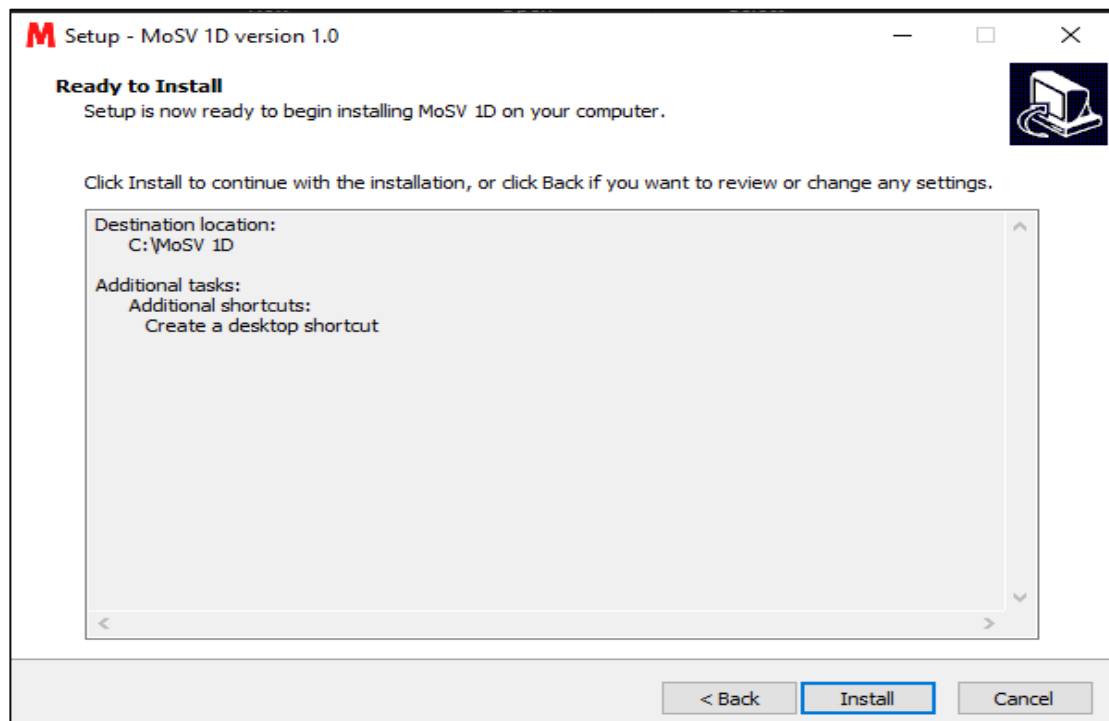 Setup - MoSV 1D version 1.0
Ready to Install
Setup is now ready to begin installing MoSV 1D on your computer.
Click Install to continue with the installation, or click Back if you want to review or change any settings.
Destination location:
C:\MoSV 1D
Additional tasks:
Additional shortcuts:
Create a desktop shortcut
< Back
Install
Cancel